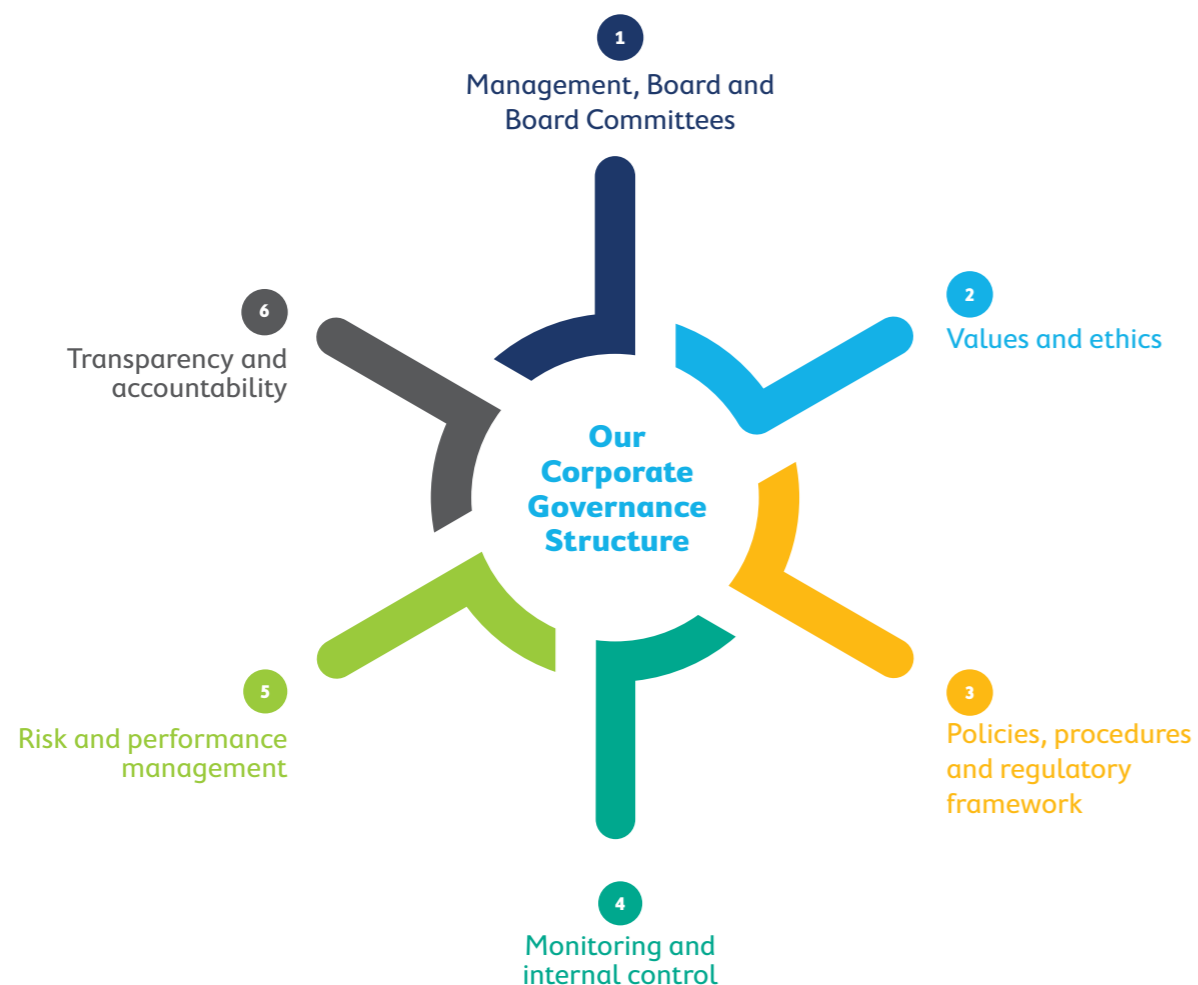 1
Management, Board and
Board Committees
2
Values and ethics
3
Policies, procedures
and regulatory
framework
4
Monitoring and
internal control
5
Risk and performance
management
6
Transparency and
accountability
Our
Corporate
Governance
Structure